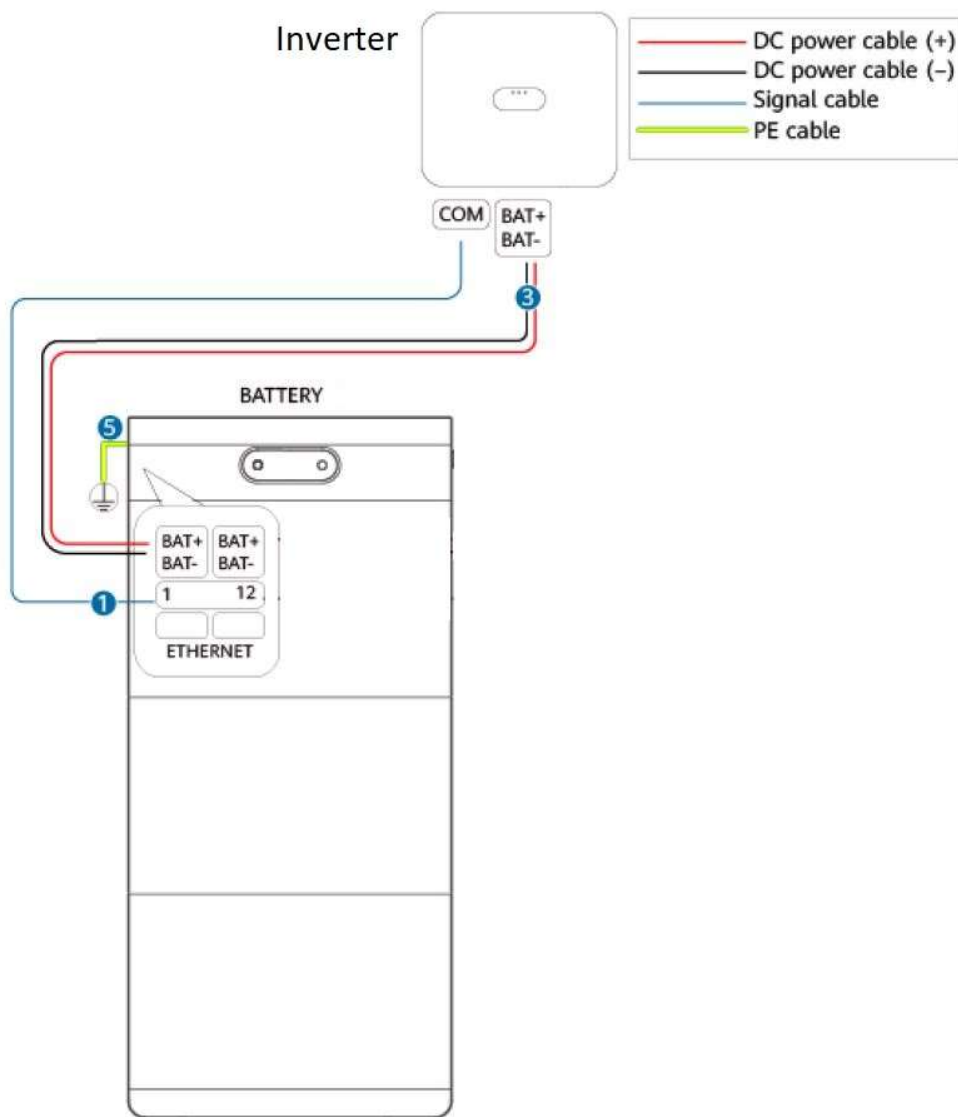 Inverter
DC power cable (+)
DC power cable (−)
Signal cable
PE cable
COM
BAT+
BAT-
3
BATTERY
5
BAT+ BAT+
BAT- BAT-
1
1 12
ETHERNET